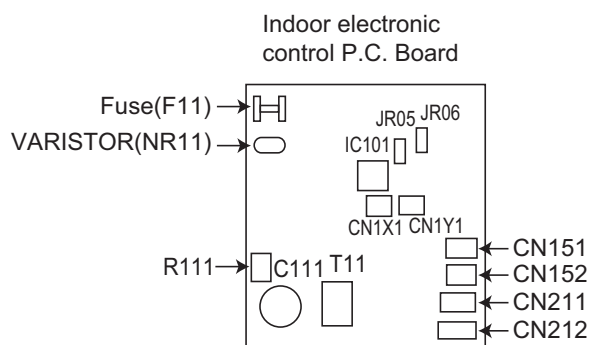 Indoor electronic
control P.C. Board
Fuse(F11)
JR05 JR06
VARISTOR(NR11)
IC101
CN1X1 CN1Y1
CN151
R111 C111 T11
CN152
CN211
CN212